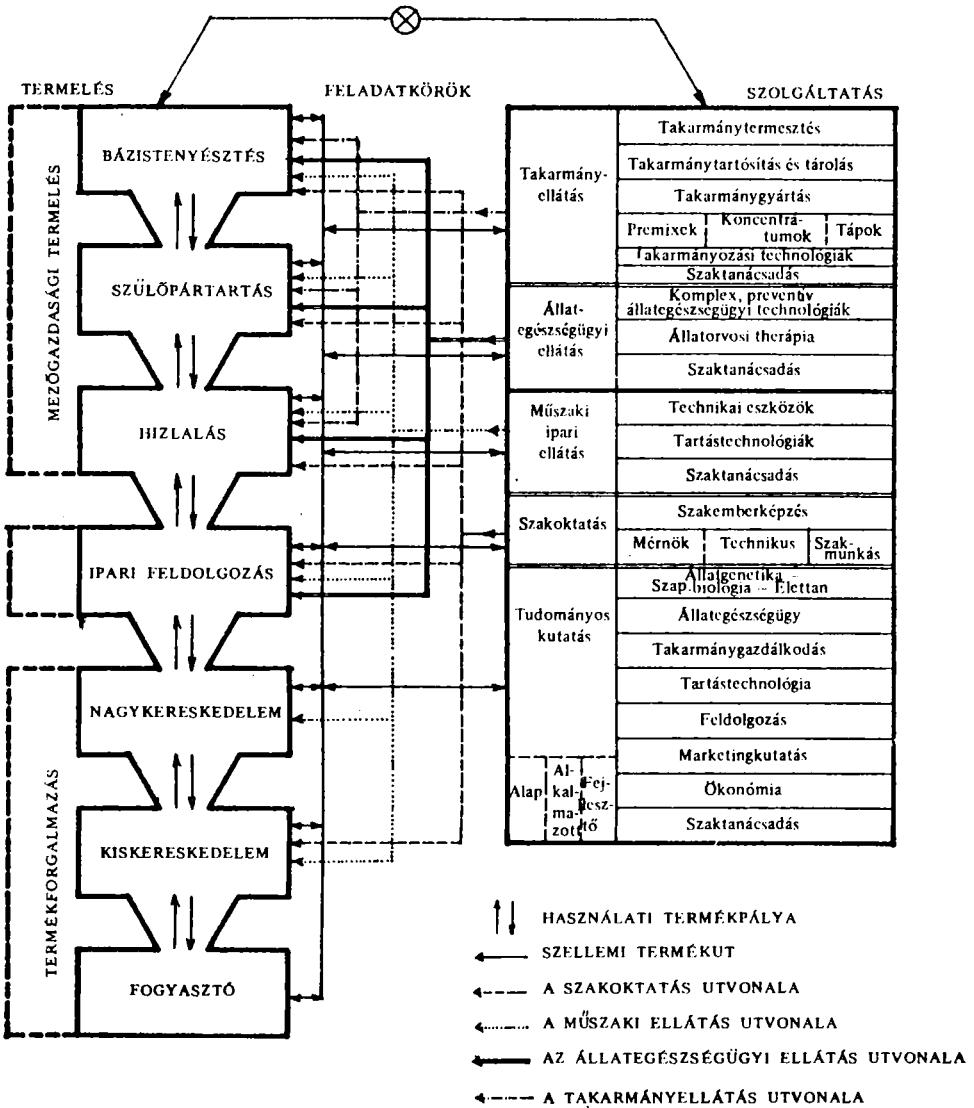 TERMELÉS
FELADATKÖRÖK
SZOLGÁLTATÁS
MEZŐGAZDASÁGI TERMELÉS
TERMÉKFORGALMAZÁS
BÁZISTENYÉSZTÉS
SZÜLŐPÁRTARTÁS
HIZLALÁS
IPARI FELDOLGOZÁS
NAGYKERESKEDELEM
KISKERESKEDELEM
FOGYASZTÓ
Takarmány-
ellátás
Takarmánytermesztés
Takarmánytartósítás és tárolás
Takarmánygyártás
Premixek
Koncentrá-
tumok
Tápok
Takarmányozási technológiák
Szaktanácsadás
Állat-
egészségügyi
ellátás
Komplex, preventív
állategészségügyi technológiák
Állatorvosi therápia
Szaktanácsadás
Műszaki
ipari
ellátás
Technikai eszközök
Tartástechnológiák
Szaktanácsadás
Szakoktatás
Szakemberképzés
Mérnök
Technikus
Szak-
munkás
Tudományos
kutatás
Állatgenetika –
Szap.biológia – Élettan
Állategészségügy
Takarmánygazdálkodás
Tartástechnológia
Feldolgozás
Marketingkutatás
Ökonómia
Szaktanácsadás
Alap
Al-
kal-
ma-
zott
Fej-
lesz-
tő
HASZNÁLATI TERMÉKPÁLYA
SZELLEMI TERMÉKUT
A SZAKOKTATÁS UTVONALA
A MŰSZAKI ELLÁTÁS UTVONALA
AZ ÁLLATEGÉSZSÉGÜGYI ELLÁTÁS UTVONALA
A TAKARMÁNYELLÁTÁS UTVONALA